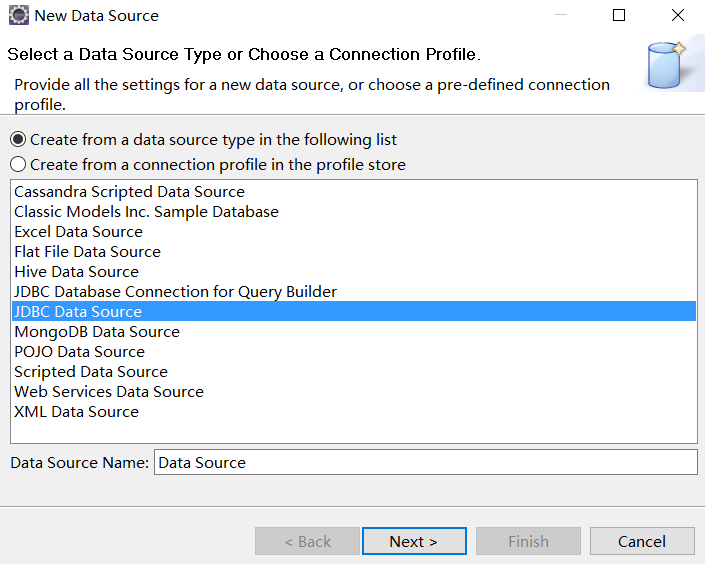 New Data Source
Select a Data Source Type or Choose a Connection Profile.
Provide all the settings for a new data source, or choose a pre-defined connection
profile.
Create from a data source type in the following list
Create from a connection profile in the profile store
Cassandra Scripted Data Source
Classic Models Inc. Sample Database
Excel Data Source
Flat File Data Source
Hive Data Source
JDBC Database Connection for Query Builder
JDBC Data Source
MongoDB Data Source
POJO Data Source
Scripted Data Source
Web Services Data Source
XML Data Source
Data Source Name: Data Source
< Back Next > Finish Cancel